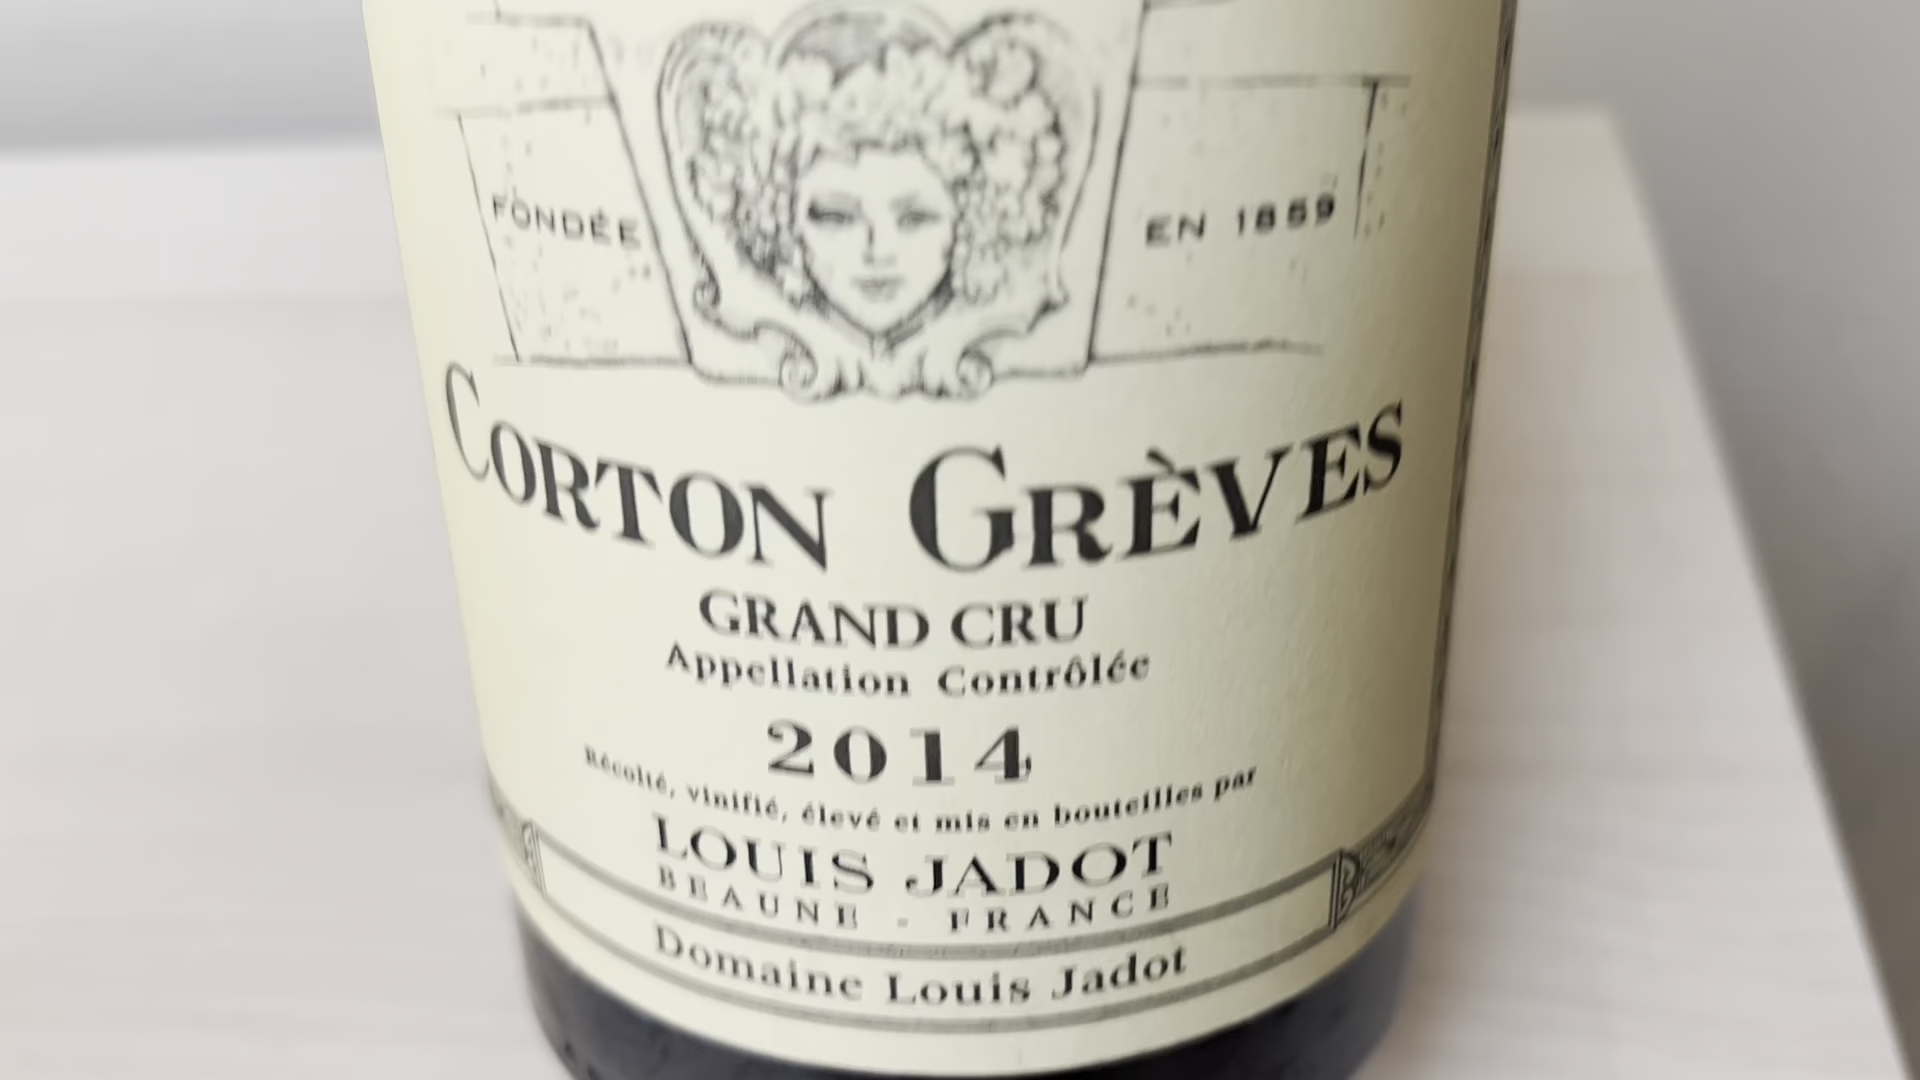 FONDÉE EN 1859
CORTON GRÈVES
GRAND CRU
Appellation Contrôlée
2014
Récolté, vinifié, élevé et mis en bouteilles par
LOUIS JADOT
BEAUNE - FRANCE
Domaine Louis Jadot